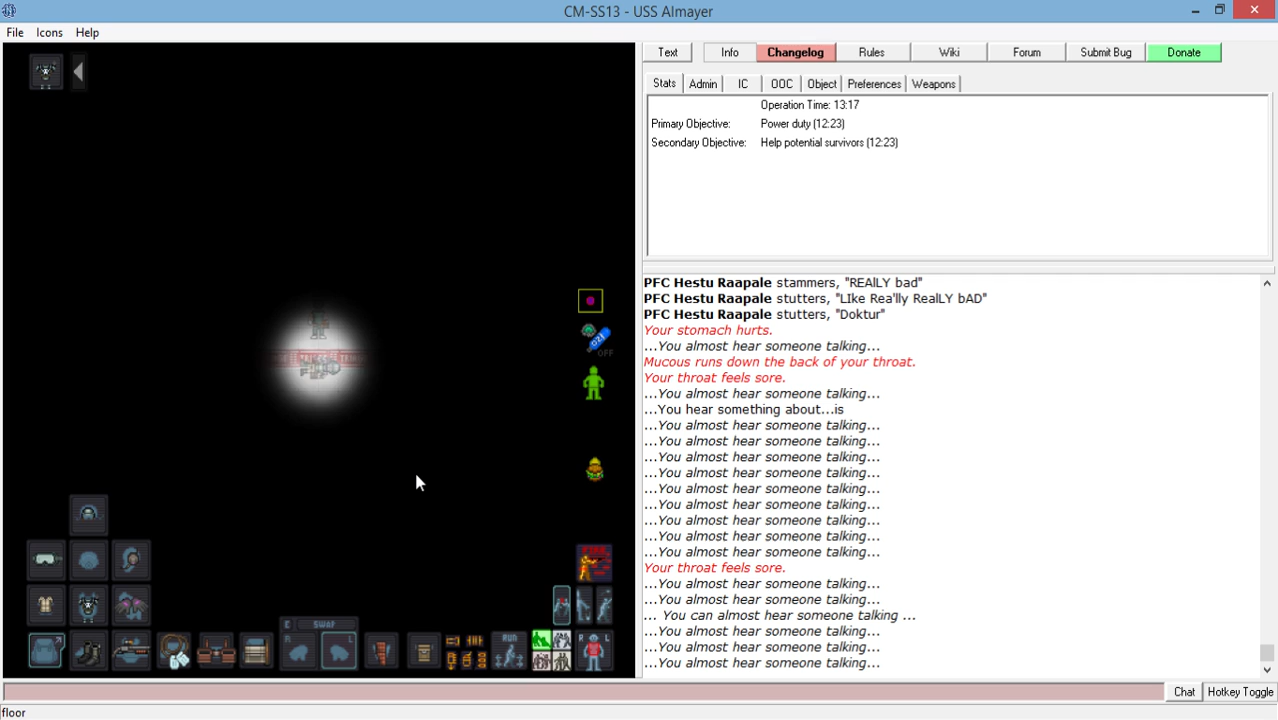 CM-SS13 - USS Almayer
File Icons Help
Text Info Changelog Rules Wiki Forum Submit Bug Donate
Stats Admin IC OOC Object Preferences Weapons
Operation Time: 13:17
Primary Objective: Power duty (12:23)
Secondary Objective: Help potential survivors (12:23)
PFC Hestu Raapale stammers, "REAlLY bad"
PFC Hestu Raapale stutters, "LIke Rea'lly RealLY bAD"
PFC Hestu Raapale stutters, "Doktur"
Your stomach hurts.
...You almost hear someone talking...
Mucous runs down the back of your throat.
Your throat feels sore.
...You almost hear someone talking...
...You hear something about...is
...You almost hear someone talking...
...You almost hear someone talking...
...You almost hear someone talking...
...You almost hear someone talking...
...You almost hear someone talking...
...You almost hear someone talking...
...You almost hear someone talking...
...You almost hear someone talking...
...You almost hear someone talking...
Your throat feels sore.
...You almost hear someone talking...
...You almost hear someone talking...
... You can almost hear someone talking ...
...You almost hear someone talking...
...You almost hear someone talking...
...You almost hear someone talking...
OFF
SWAP
R L
RUN
R L
Chat Hotkey Toggle
floor